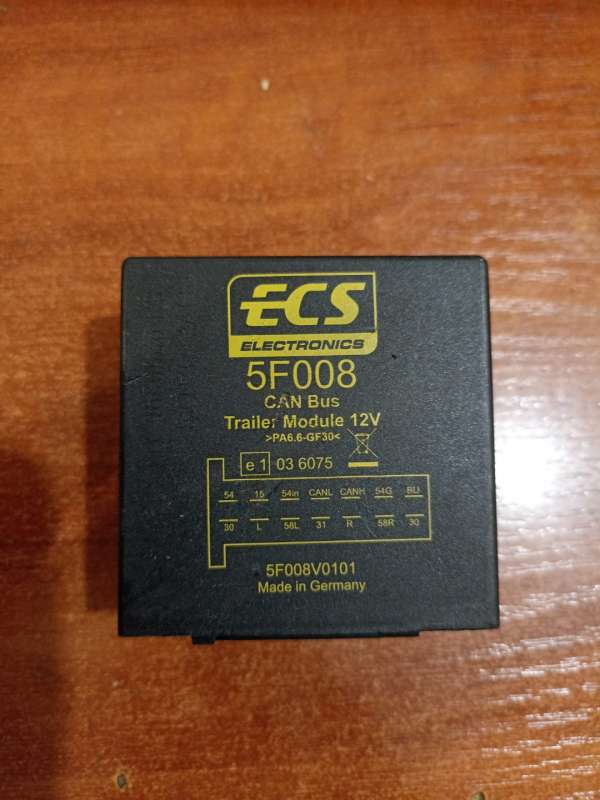 ECS
ELECTRONICS
5F008
CAN Bus
Trailer Module 12V
>PA6.6-GF30<
e 1 03 6075
54 15 54in CANL CANH 54G BLI
30 L 58L 31 R 58R 30
5F008V0101
Made in Germany